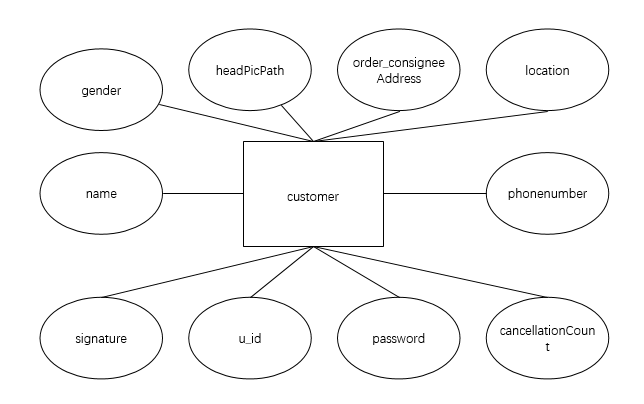 gender
headPicPath
order_consignee
Address
location
name
customer
phonenumber
signature
u_id
password
cancellationCoun
t